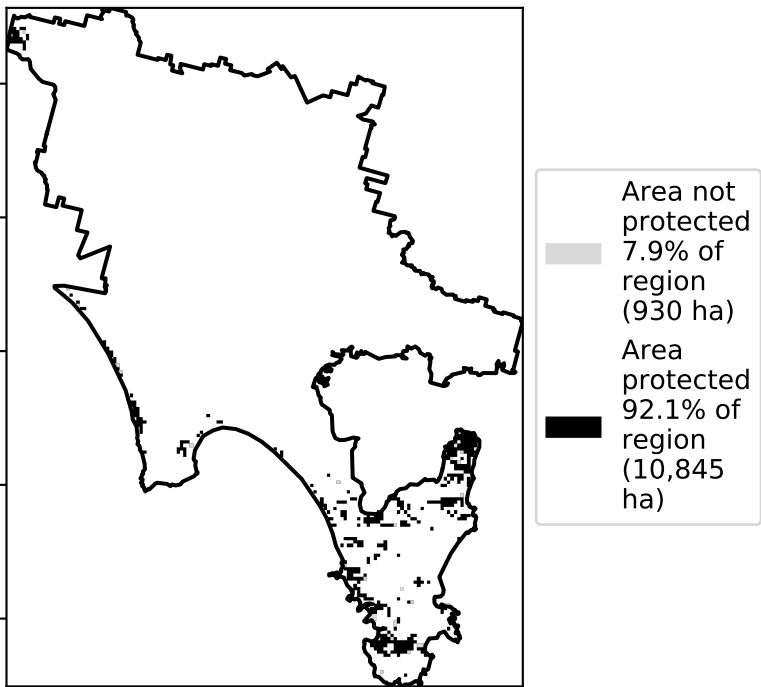 Area not
protected
7.9% of
region
(930 ha)
Area
protected
92.1% of
region
(10,845
ha)